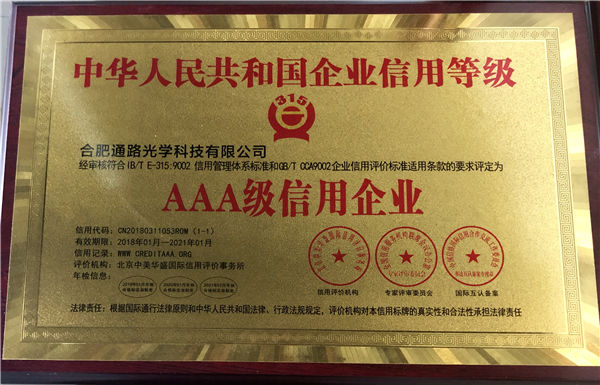 中华人民共和国企业信用等级
315
合肥通路光学科技有限公司
经审核符合IB/T E-315:9002 信用管理体系标准和GB/T CCA9002企业信用评价标准适用条款的要求评定为
AAA级信用企业
信用代码：CN20180311053ROM (1-1)
有效期限：2018年01月—2021年01月
信用记录：WWW CREDITAAA.ORG
评价机构：北京中美华盛国际信用评价事务所
年检信息：
信用评价机构
专家评审委员会
国际互认备案
法律责任：根据国际通行法律原则和中华人民共和国法律、行政法规规定，评价机构对本信用标牌的真实性和合法性承担法律责任